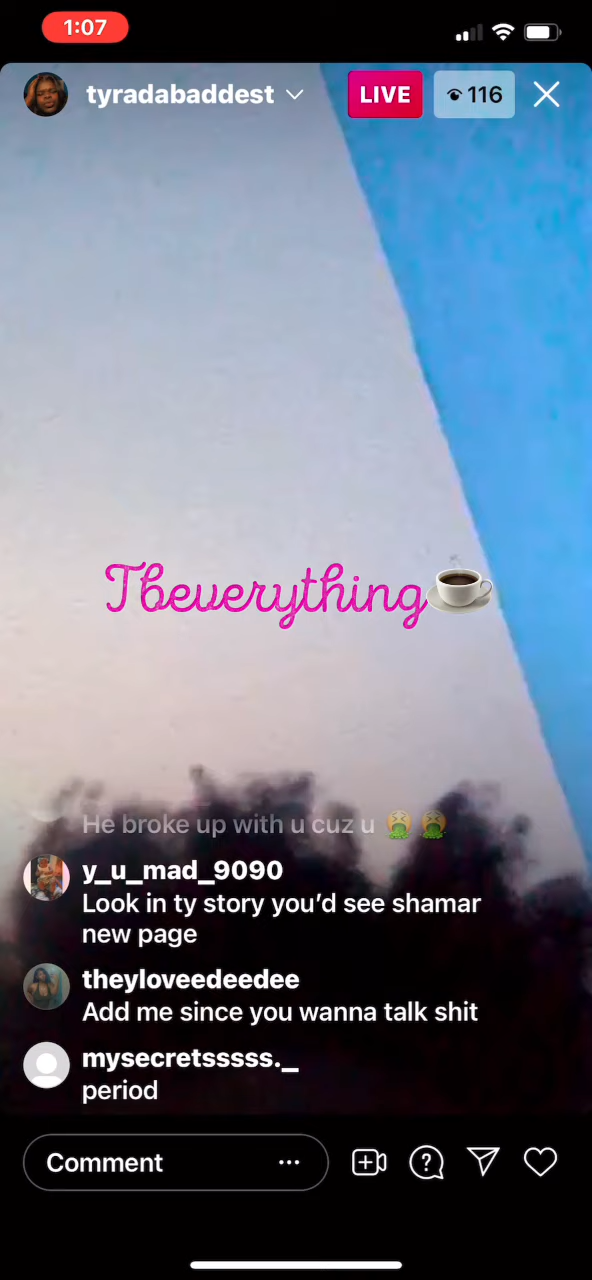 1:07
tyradabaddest
LIVE
116
Tbeverything
He broke up with u cuz u 🤮 🤮
y_u_mad_9090
Look in ty story you'd see shamar
new page
theyloveedeedee
Add me since you wanna talk shit
mysecretsssss._
period
Comment